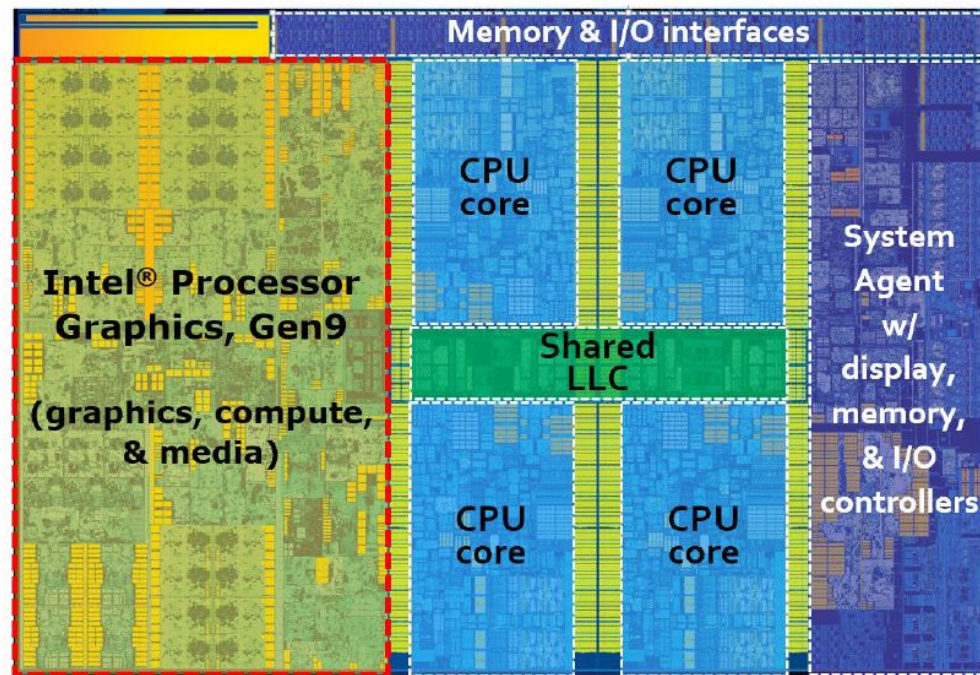 Memory & I/O interfaces
Intel® Processor
Graphics, Gen9
(graphics, compute,
& media)
CPU
core
CPU
core
Shared
LLC
CPU
core
CPU
core
System
Agent
w/
display,
memory,
& I/O
controllers